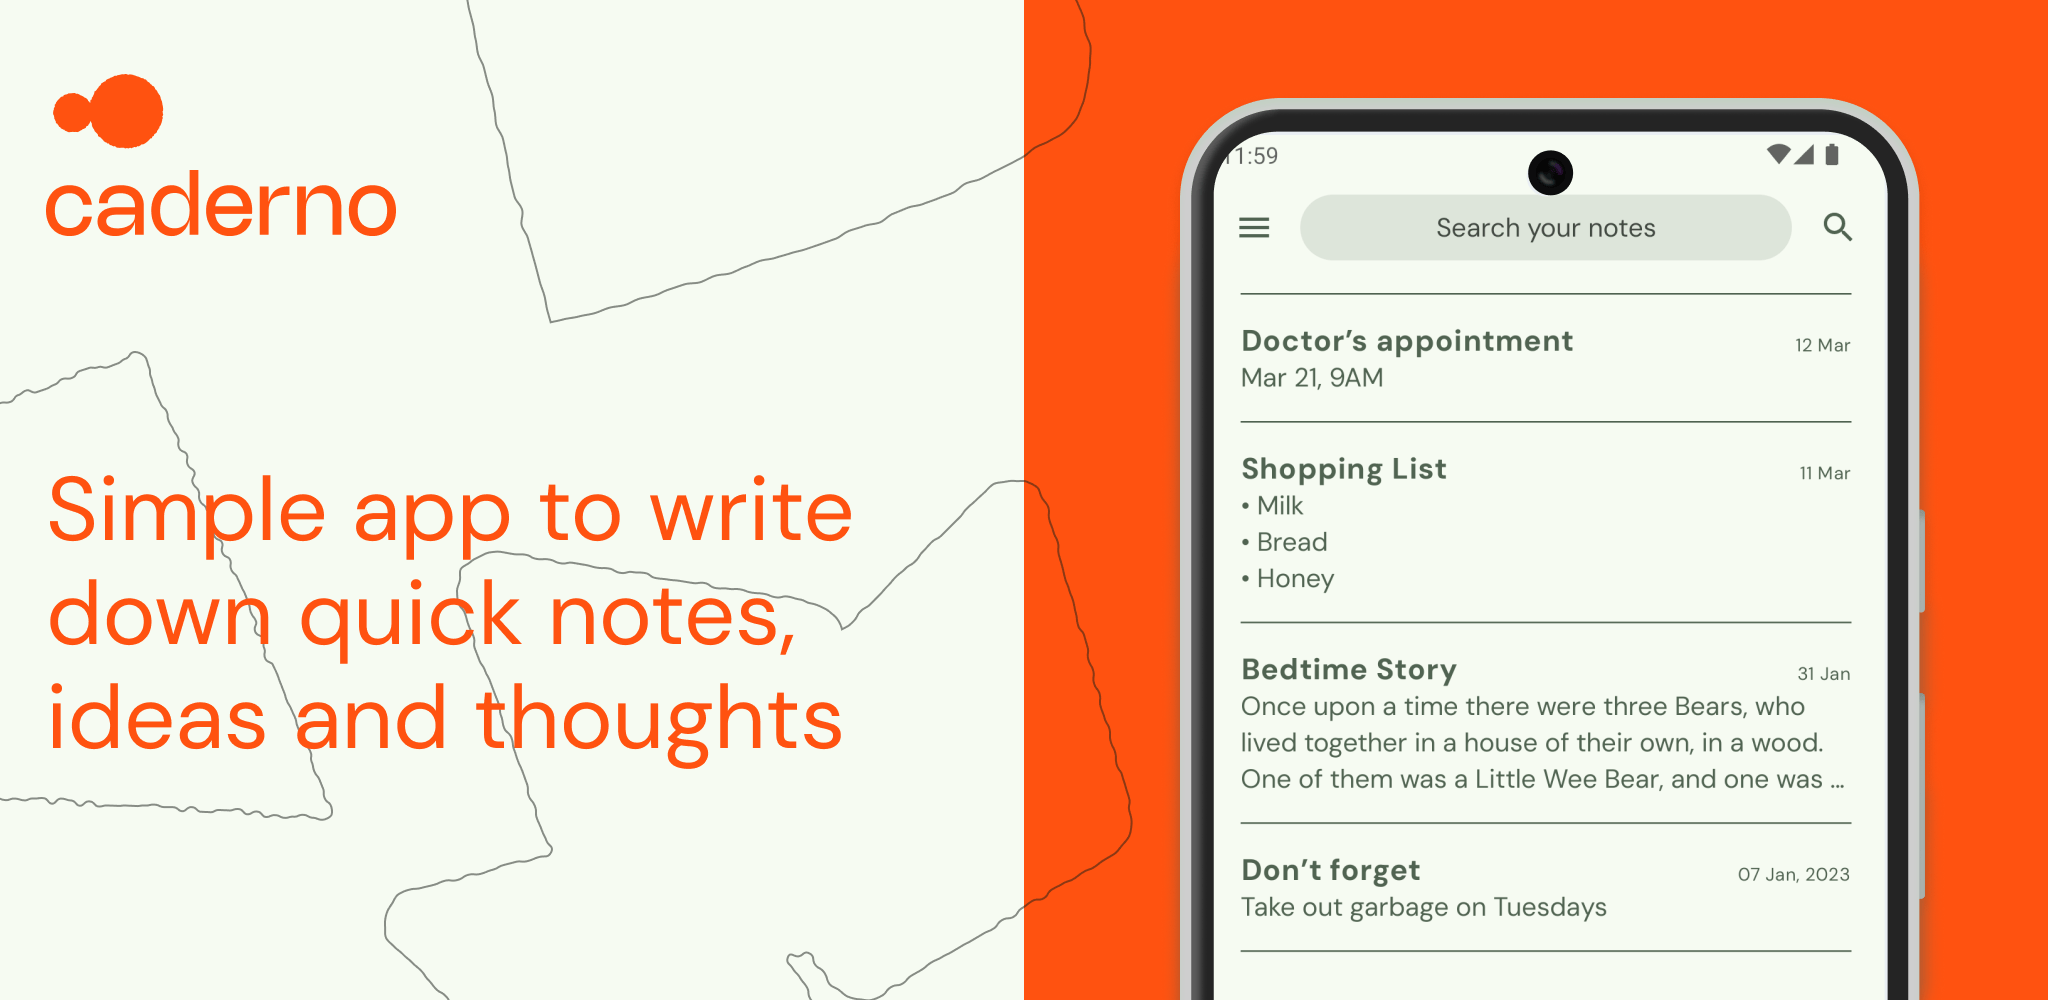 caderno
Simple app to write
down quick notes,
ideas and thoughts
11:59
Search your notes
Doctor’s appointment
12 Mar
Mar 21, 9AM
Shopping List
11 Mar
• Milk
• Bread
• Honey
Bedtime Story
31 Jan
Once upon a time there were three Bears, who
lived together in a house of their own, in a wood.
One of them was a Little Wee Bear, and one was ...
Don’t forget
07 Jan, 2023
Take out garbage on Tuesdays